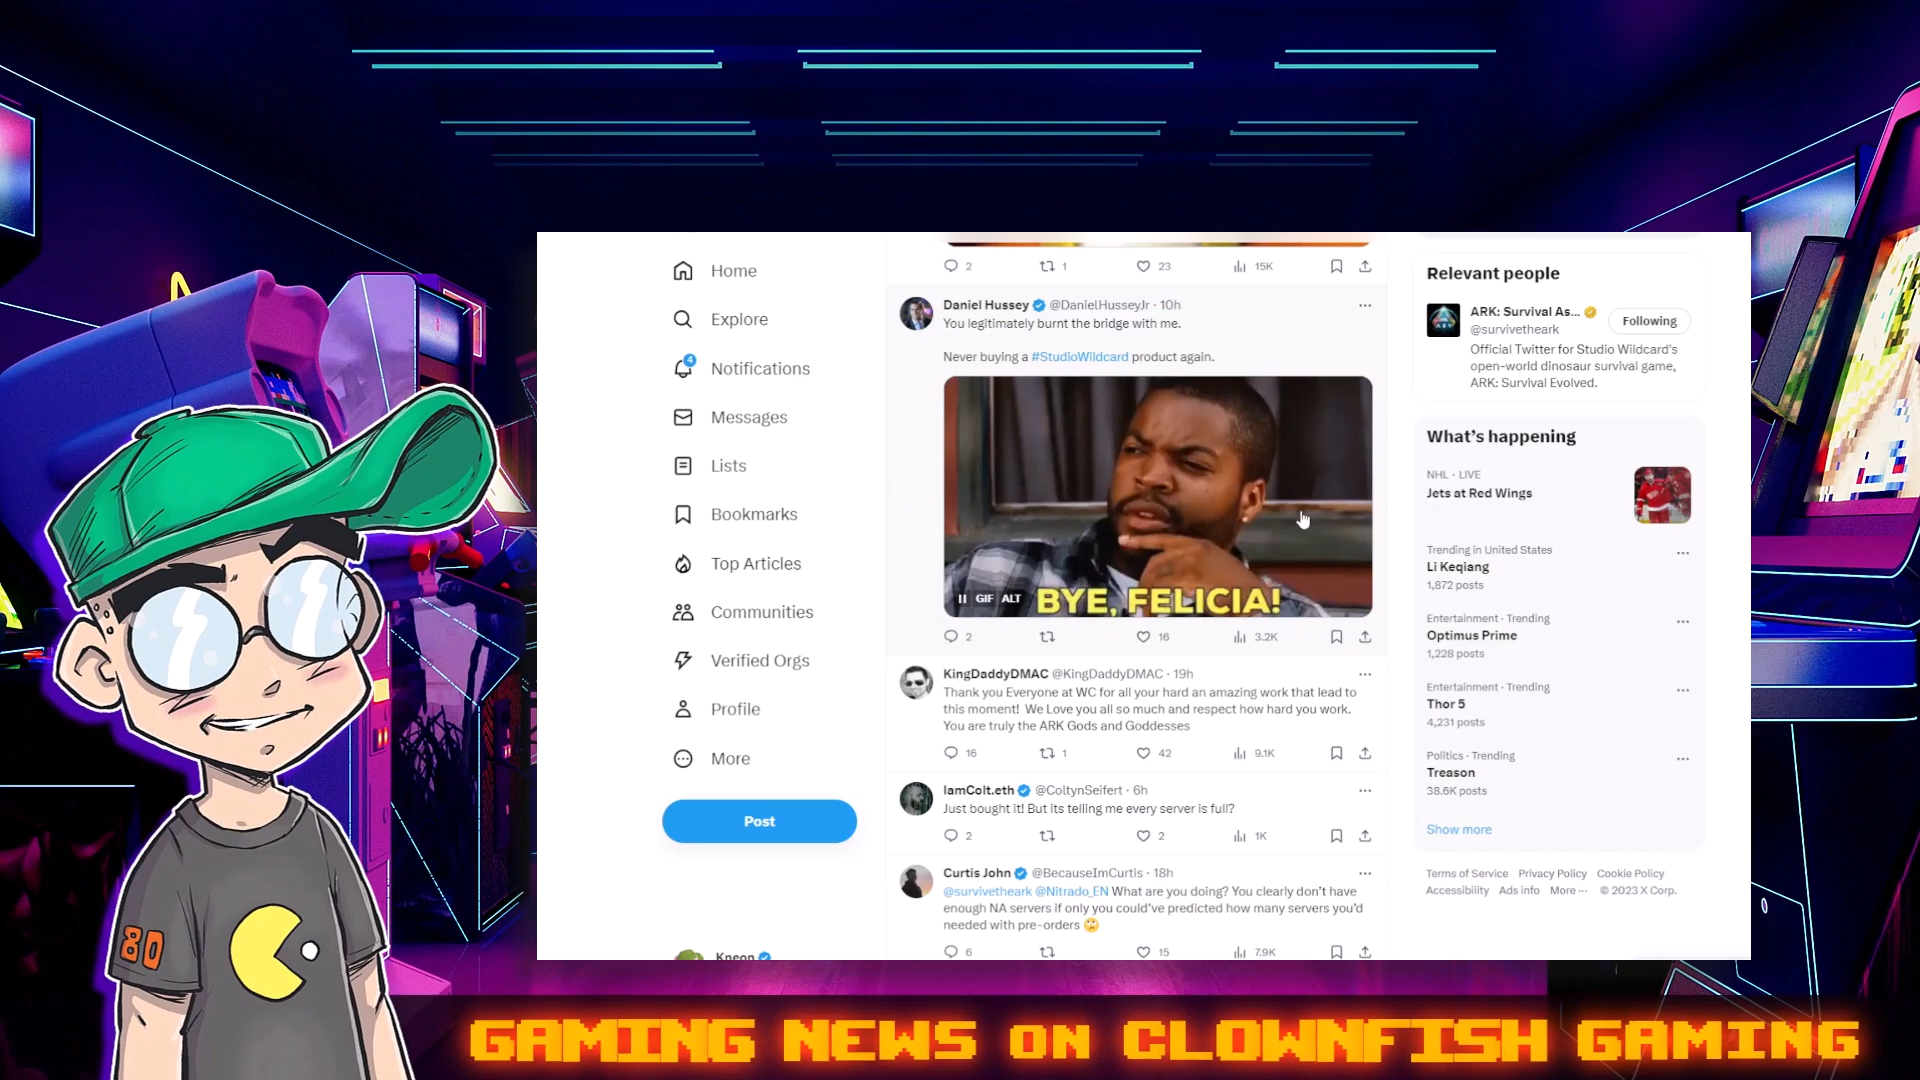 Home
Explore
4
Notifications
Messages
Lists
Bookmarks
Top Articles
Communities
Verified Orgs
Profile
More
Post
Kneon
2 1 23 15K
Daniel Hussey @DanielHusseyJr · 10h
You legitimately burnt the bridge with me.
Never buying a #StudioWildcard product again.
GIF ALT BYE, FELICIA!
2 16 3.2K
KingDaddyDMAC @KingDaddyDMAC · 19h
Thank you Everyone at WC for all your hard an amazing work that lead to
this moment! We Love you all so much and respect how hard you work.
You are truly the ARK Gods and Goddesses
16 1 42 9.1K
IamColt.eth @ColtynSeifert · 6h
Just bought it! But its telling me every server is full?
2 2 1K
Curtis John @BecauseImCurtis · 18h
@survivetheark @Nitrado_EN What are you doing? You clearly don't have
enough NA servers if only you could've predicted how many servers you'd
needed with pre-orders 🙄
6 15 7.9K
Relevant people
ARK: Survival As...
@survivetheark
Following
Official Twitter for Studio Wildcard's
open-world dinosaur survival game,
ARK: Survival Evolved.
What's happening
NHL · LIVE
Jets at Red Wings
Trending in United States
Li Keqiang
1,872 posts
Entertainment · Trending
Optimus Prime
1,228 posts
Entertainment · Trending
Thor 5
4,231 posts
Politics · Trending
Treason
38.6K posts
Show more
Terms of Service Privacy Policy Cookie Policy
Accessibility Ads info More ··· © 2023 X Corp.
80
GAMING NEWS ON CLOWNFISH GAMING